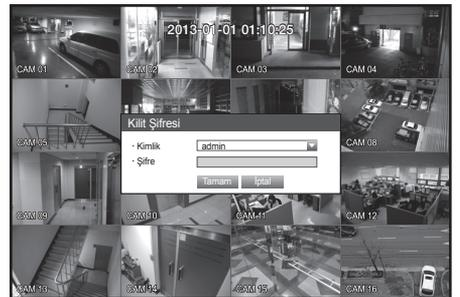 2013-01-01 01:10:25
CAM 01
CAM 02
CAM 03
CAM 04
Kilit Şifresi
CAM 05
CAM 08
· Kimlik
admin
· Şifre
Tamam
İptal
CAM 09
CAM 10
CAM 11
CAM 12
CAM 13
CAM 14
CAM 15
CAM 16